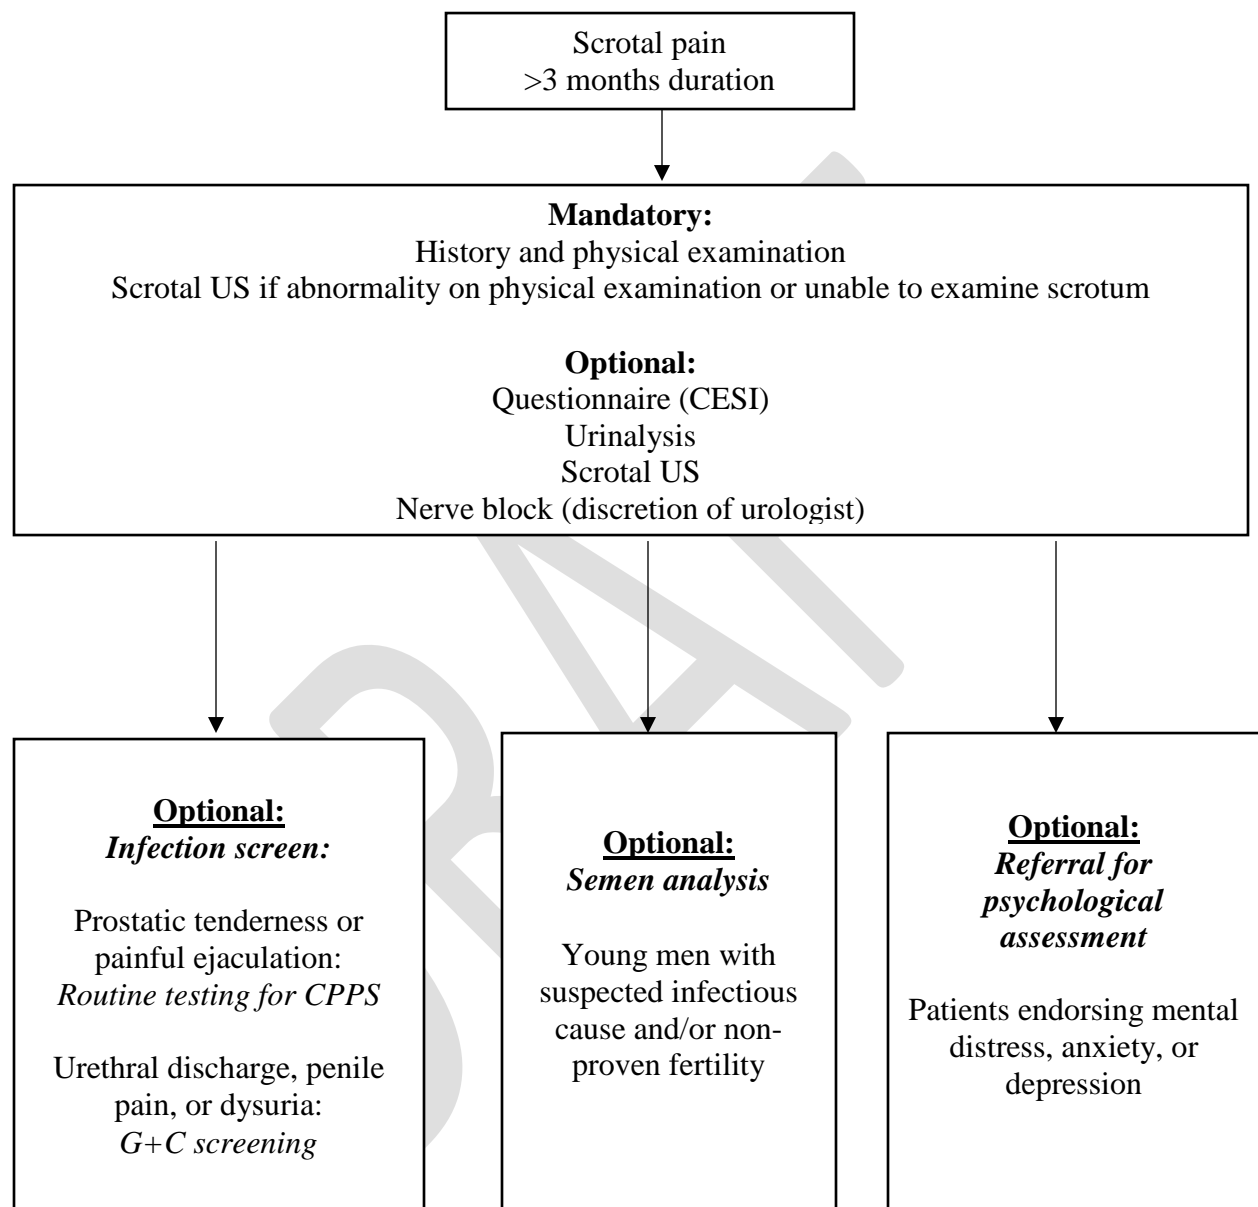 Scrotal pain
>3 months duration
Mandatory:
History and physical examination
Scrotal US if abnormality on physical examination or unable to examine scrotum
Optional:
Questionnaire (CESI)
Urinalysis
Scrotal US
Nerve block (discretion of urologist)
Optional:
Infection screen:
Prostatic tenderness or
painful ejaculation:
Routine testing for CPPS
Urethral discharge, penile
pain, or dysuria:
G+C screening
Optional:
Semen analysis
Young men with
suspected infectious
cause and/or non-
proven fertility
Optional:
Referral for
psychological
assessment
Patients endorsing mental
distress, anxiety, or
depression